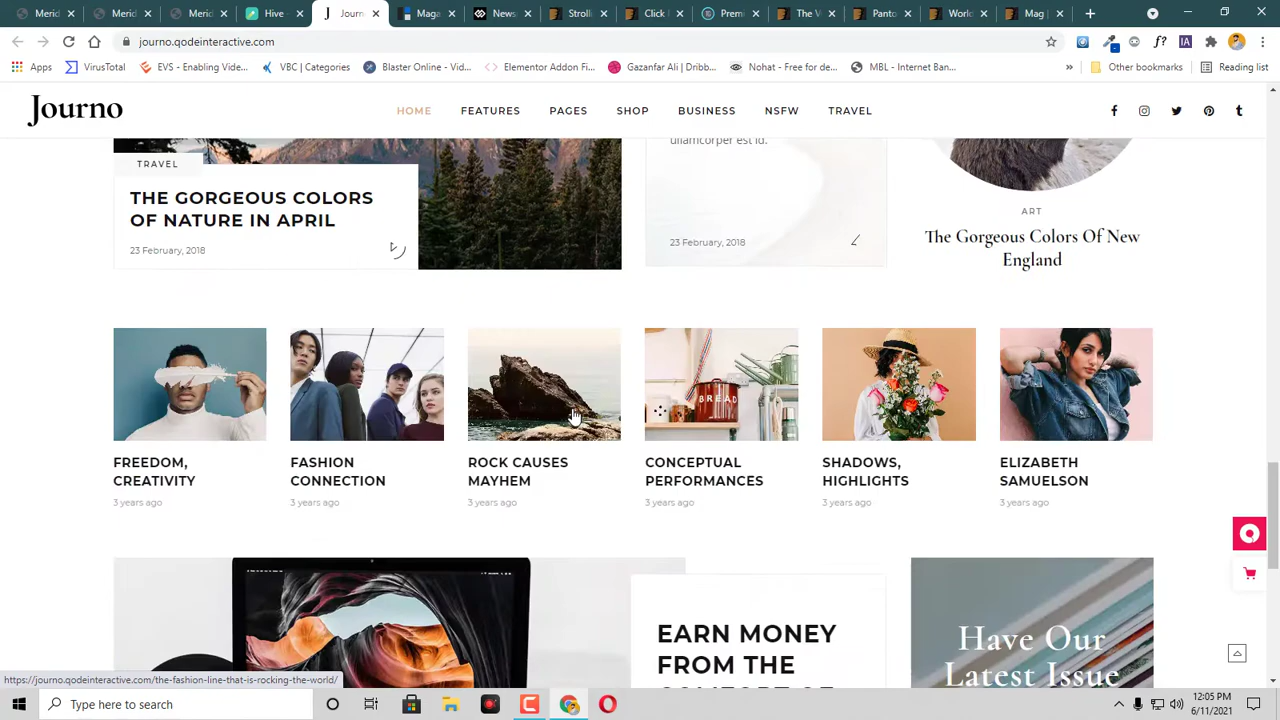 Merid
Merid
Merid
Hive
Journ
Maga
News
Strolli
Click
Premi
The V
Panto
World
Mag
journo.qodeinteractive.com
Apps
VirusTotal
EVS - Enabling Vide...
VBC | Categories
Blaster Online - Vid...
Elementor Addon Fi...
Gazanfar Ali | Dribb...
Nohat - Free for de...
MBL - Internet Ban...
»
Other bookmarks
Reading list
Journo
HOME
FEATURES
PAGES
SHOP
BUSINESS
NSFW
TRAVEL
TRAVEL
THE GORGEOUS COLORS
OF NATURE IN APRIL
23 February, 2018
ullamcorper est id.
23 February, 2018
ART
The Gorgeous Colors Of New
England
BREAD
FREEDOM,
CREATIVITY
3 years ago
FASHION
CONNECTION
3 years ago
ROCK CAUSES
MAYHEM
3 years ago
CONCEPTUAL
PERFORMANCES
3 years ago
SHADOWS,
HIGHLIGHTS
3 years ago
ELIZABETH
SAMUELSON
3 years ago
EARN MONEY
FROM THE
Have Our
Latest Issue
https://journo.qodeinteractive.com/the-fashion-line-that-is-rocking-the-world/
Type here to search
12:05 PM
6/11/2021